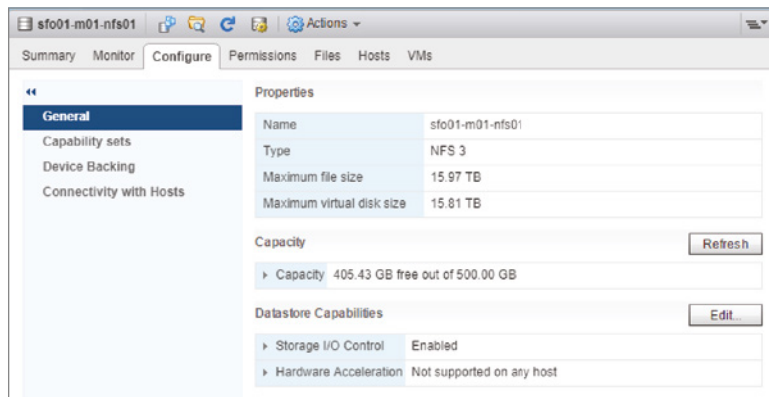 sfo01-m01-nfs01 Actions
Summary Monitor Configure Permissions Files Hosts VMs
General
Capability sets
Device Backing
Connectivity with Hosts
Properties
Name sfo01-m01-nfs01
Type NFS 3
Maximum file size 15.97 TB
Maximum virtual disk size 15.81 TB
Capacity Refresh
Capacity 405.43 GB free out of 500.00 GB
Datastore Capabilities Edit...
Storage I/O Control Enabled
Hardware Acceleration Not supported on any host